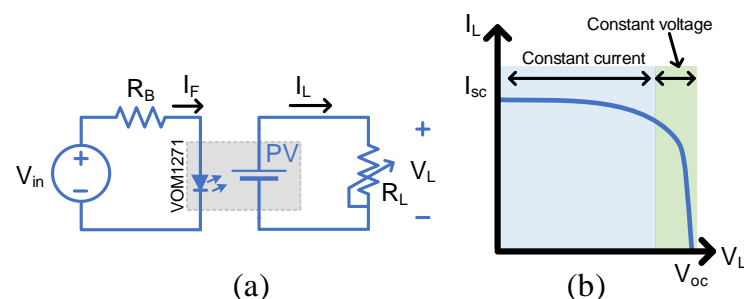 R_B
I_F
I_L
V_in
VOM1271
PV
R_L
+
V_L
−
(a)
I_L
Constant voltage
Constant current
I_sc
V_oc
V_L
(b)